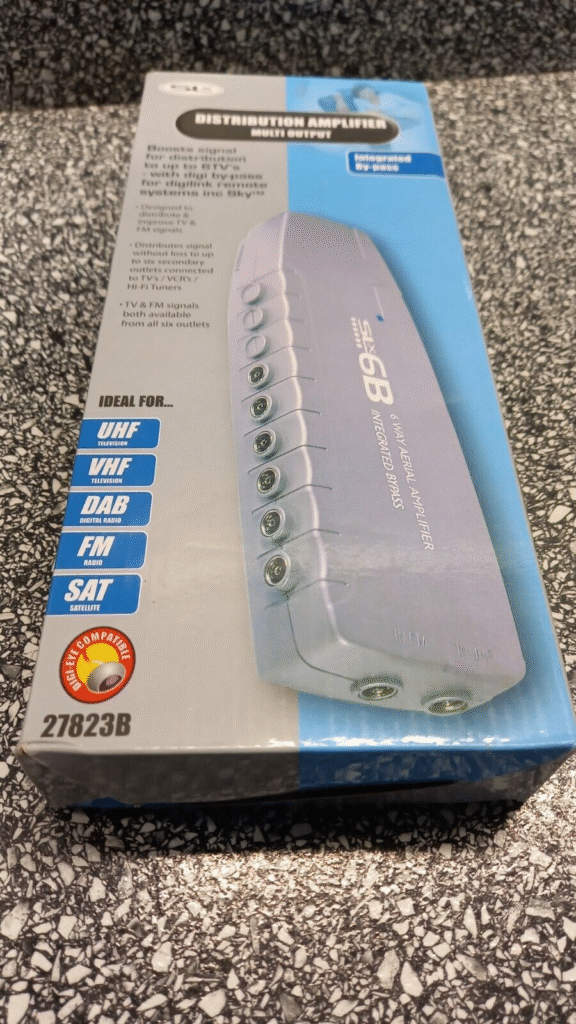 SLX
DISTRIBUTION AMPLIFIER
MULTI OUTPUT
Boosts signal
for distribution
to up to 6TV's
- with digi by-pass
for digilink remote
systems inc Sky™
Integrated
By-pass
• Designed to
distribute &
improve TV &
FM signals
• Distributes signal
without loss to up
to six secondary
outlets connected
to TV's / VCR's /
Hi-Fi Tuners
• TV & FM signals
both available
from all six outlets
slx6B
6 WAY AERIAL AMPLIFIER
INTEGRATED BYPASS
IDEAL FOR...
UHF
TELEVISION
VHF
TELEVISION
DAB
DIGITAL RADIO
FM
RADIO
SAT
SATELLITE
DIGI-EYE COMPATIBLE
27823B